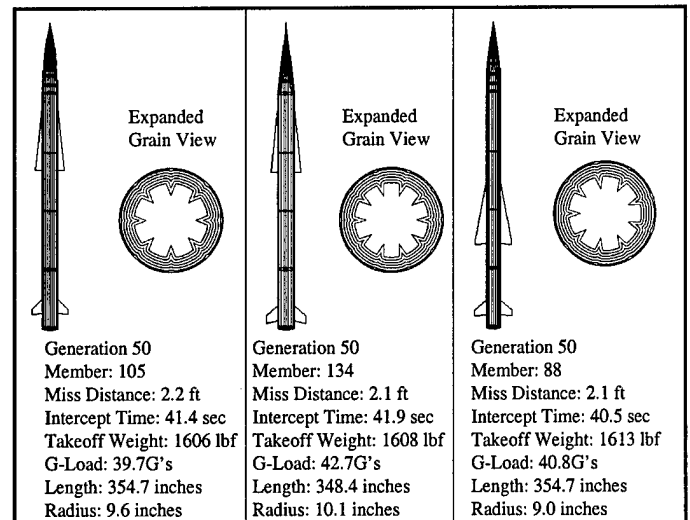 Expanded
Grain View
Generation 50
Member: 105
Miss Distance: 2.2 ft
Intercept Time: 41.4 sec
Takeoff Weight: 1606 lbf
G-Load: 39.7G's
Length: 354.7 inches
Radius: 9.6 inches
Expanded
Grain View
Generation 50
Member: 134
Miss Distance: 2.1 ft
Intercept Time: 41.9 sec
Takeoff Weight: 1608 lbf
G-Load: 42.7G's
Length: 348.4 inches
Radius: 10.1 inches
Expanded
Grain View
Generation 50
Member: 88
Miss Distance: 2.1 ft
Intercept Time: 40.5 sec
Takeoff Weight: 1613 lbf
G-Load: 40.8G's
Length: 354.7 inches
Radius: 9.0 inches